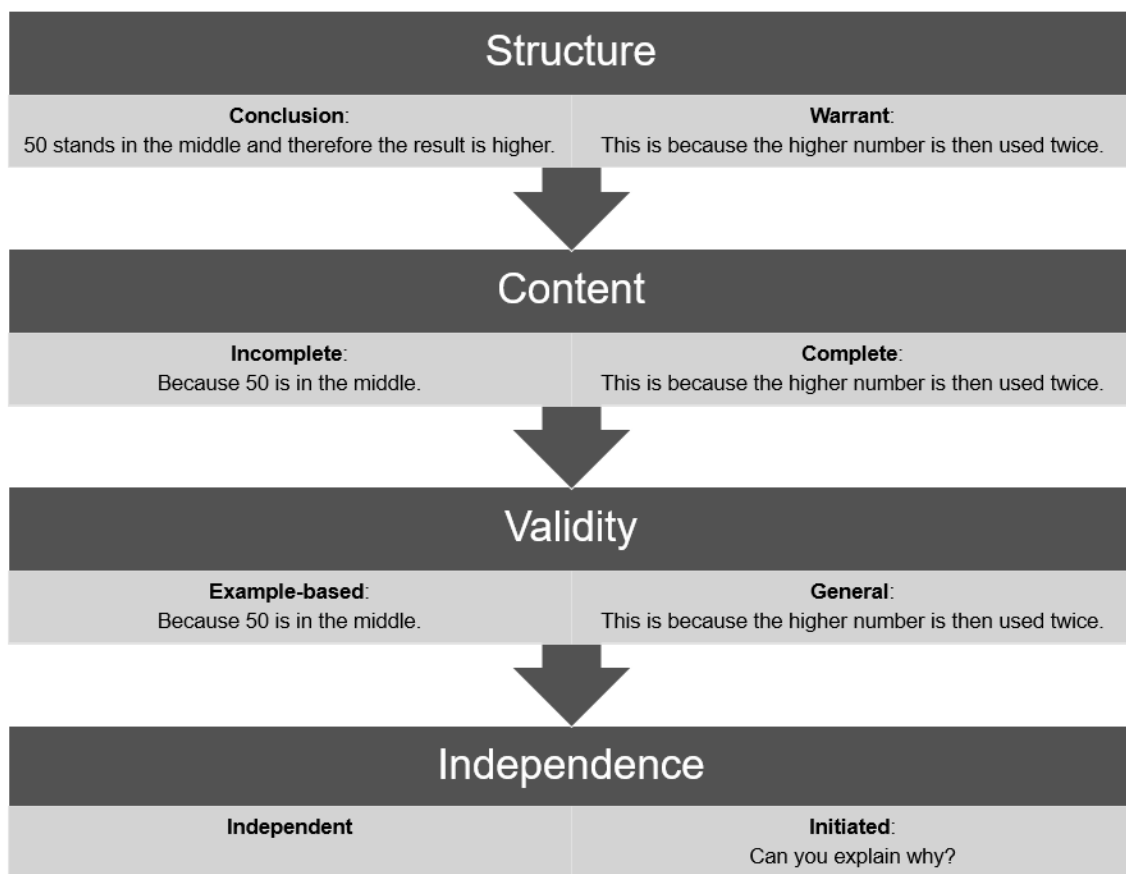 Structure
Conclusion:
50 stands in the middle and therefore the result is higher.
Warrant:
This is because the higher number is then used twice.
Content
Incomplete:
Because 50 is in the middle.
Complete:
This is because the higher number is then used twice.
Validity
Example-based:
Because 50 is in the middle.
General:
This is because the higher number is then used twice.
Independence
Independent
Initiated:
Can you explain why?